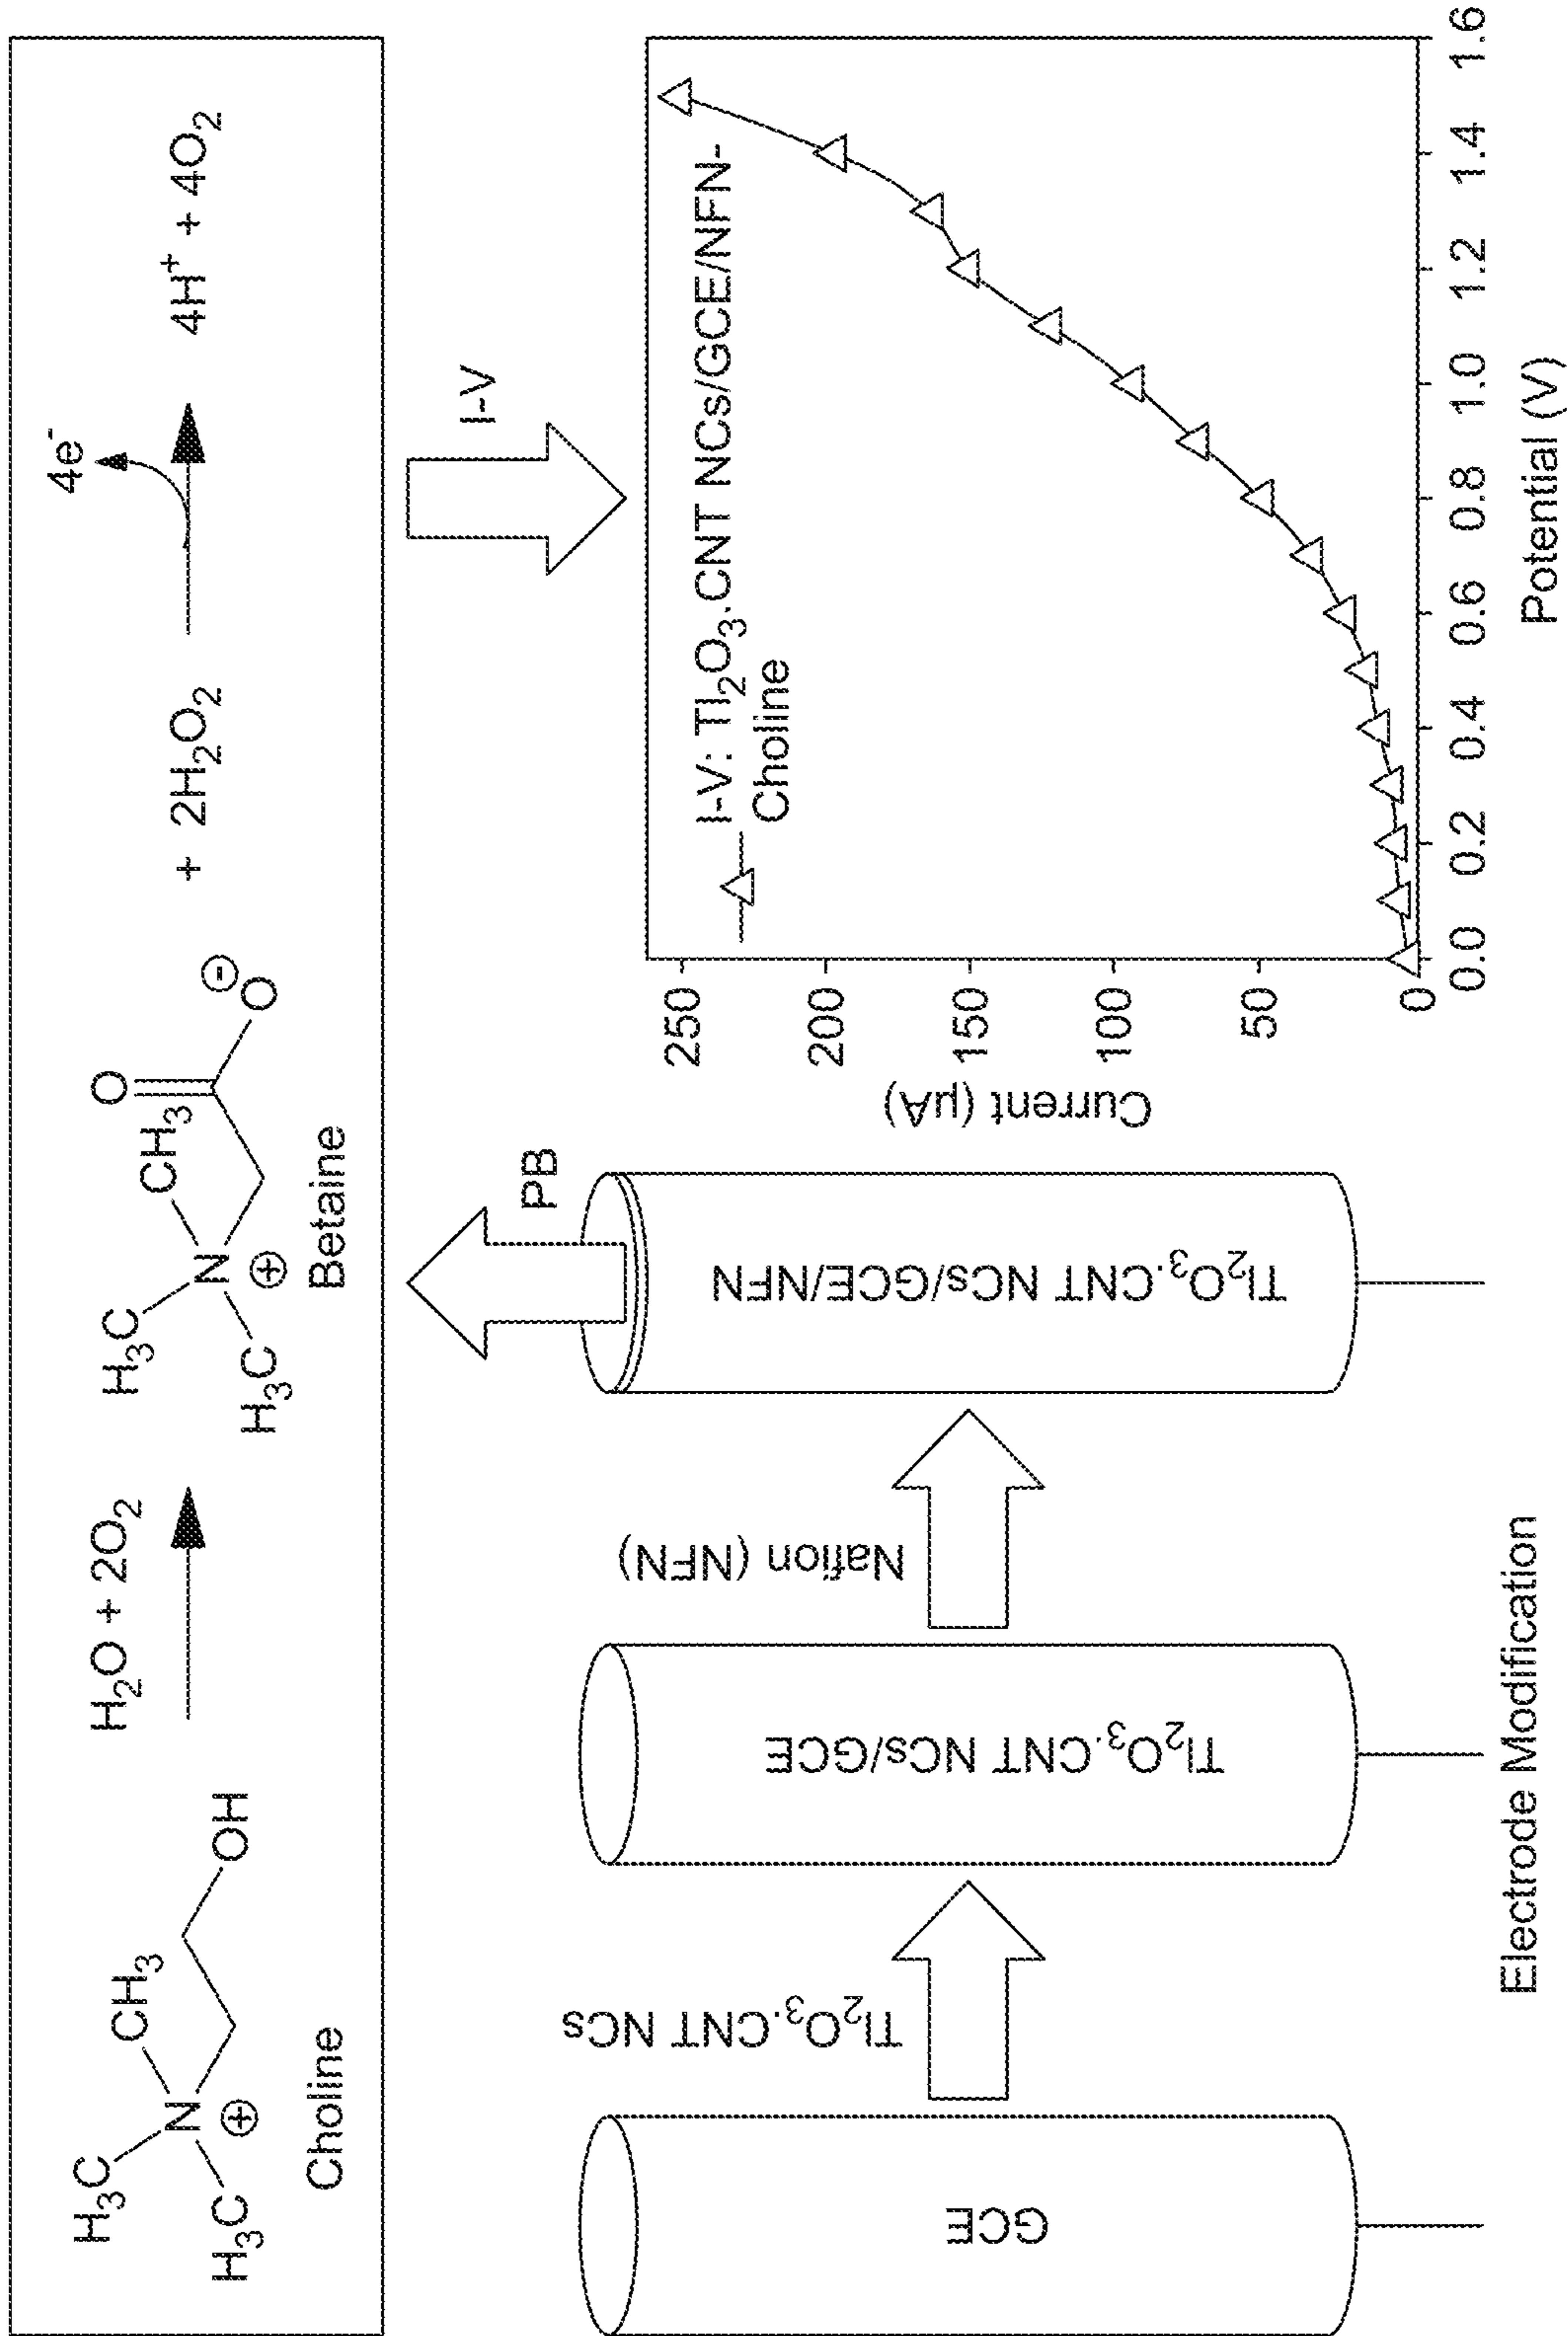 H₃C
CH₃
N
⊕
H₃C
OH
Choline
H₂O + 2O₂
H₃C
CH₃
N
⊕
H₃C
O
O
⊖
Betaine
+ 2H₂O₂
4e⁻
4H⁺ + 4O₂
PB
I-V
GCE
Tl₂O₃.CNT NCs
Tl₂O₃.CNT NCs/GCE
Nafion (NFN)
Tl₂O₃.CNT NCs/GCE/NFN
Electrode Modification
I-V: Tl₂O₃.CNT NCs/GCE/NFN-
Choline
Current (µA)
250
200
150
100
50
0
0.0 0.2 0.4 0.6 0.8 1.0 1.2 1.4 1.6
Potential (V)